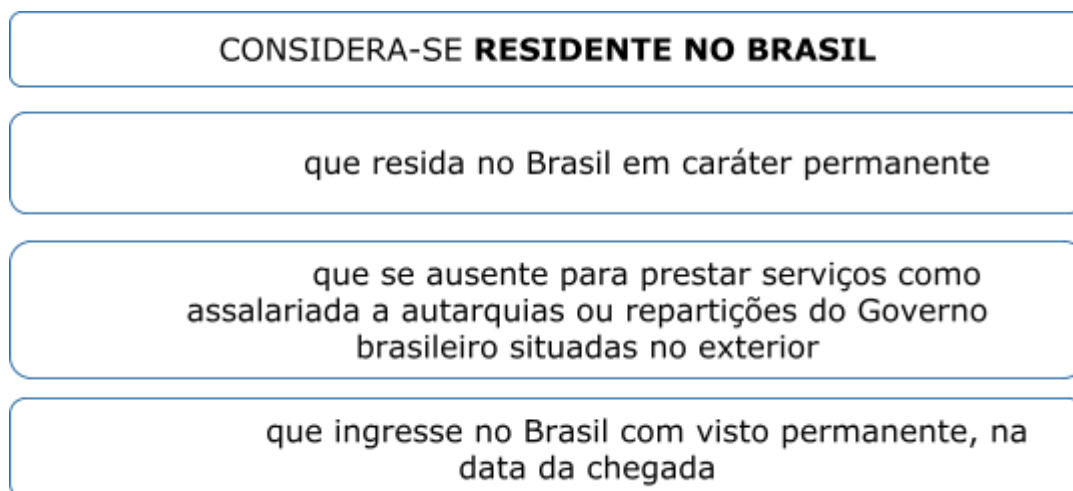 CONSIDERA-SE RESIDENTE NO BRASIL
que resida no Brasil em caráter permanente
que se ausente para prestar serviços como
assalariada a autarquias ou repartições do Governo
brasileiro situadas no exterior
que ingresse no Brasil com visto permanente, na
data da chegada